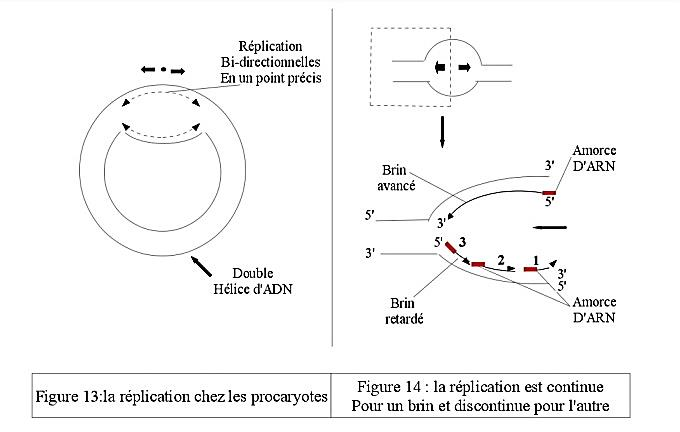 Réplication
Bi-directionnelles
En un point précis
Double
Hélice d'ADN
Amorce
D'ARN
3'
Brin
avancé
5'
5'
3'
5'
3
3'
2
1
3'
5'
Brin
retardé
Amorce
D'ARN
Figure 13:la réplication chez les procaryotes
Figure 14 : la réplication est continue
Pour un brin et discontinue pour l'autre